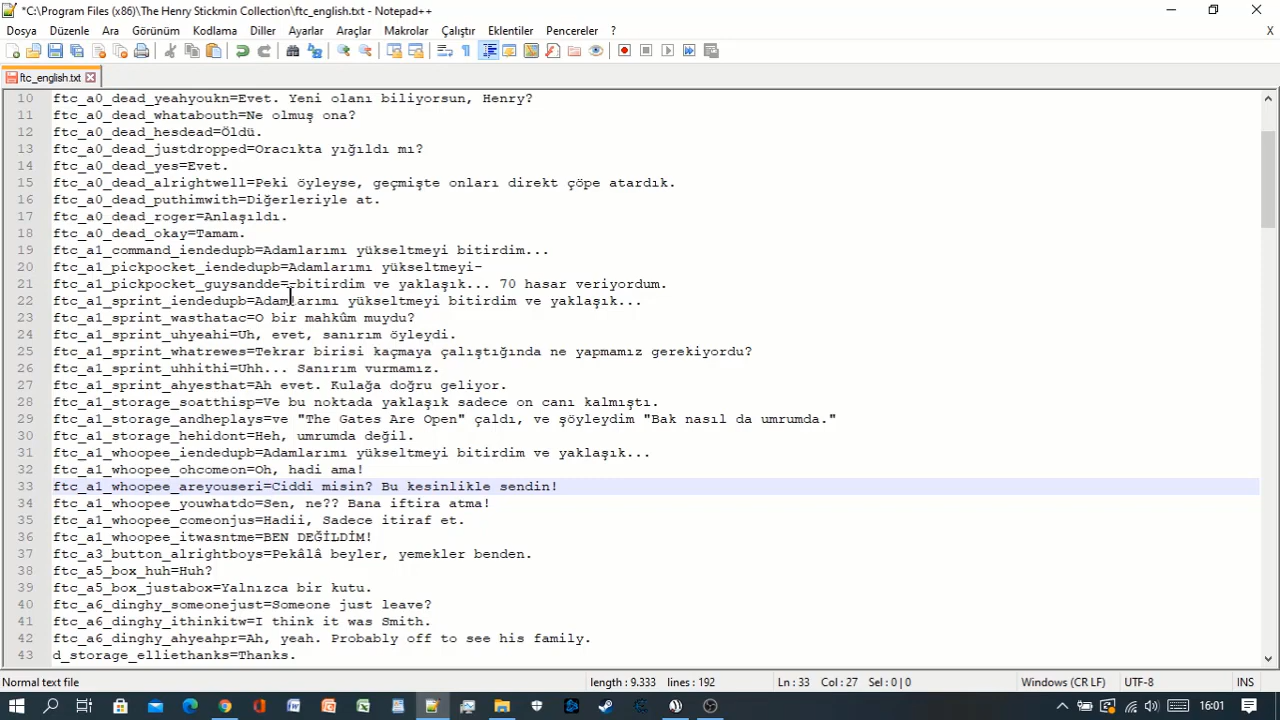 *C:\Program Files (x86)\The Henry Stickmin Collection\ftc_english.txt - Notepad++
Dosya Düzenle Ara Görünüm Kodlama Diller Ayarlar Araçlar Makrolar Çalıştır Eklentiler Pencereler ? X
ftc_english.txt
10 ftc_a0_dead_yeahyoukn=Evet. Yeni olanı biliyorsun, Henry?
11 ftc_a0_dead_whatabouth=Ne olmuş ona?
12 ftc_a0_dead_hesdead=Öldü.
13 ftc_a0_dead_justdropped=Oracıkta yığıldı mı?
14 ftc_a0_dead_yes=Evet.
15 ftc_a0_dead_alrightwell=Peki öyleyse, geçmişte onları direkt çöpe atardık.
16 ftc_a0_dead_puthimwith=Diğerleriyle at.
17 ftc_a0_dead_roger=Anlaşıldı.
18 ftc_a0_dead_okay=Tamam.
19 ftc_a1_command_iendedupb=Adamlarımı yükseltmeyi bitirdim...
20 ftc_a1_pickpocket_iendedupb=Adamlarımı yükseltmeyi-
21 ftc_a1_pickpocket_guysandde=-bitirdim ve yaklaşık... 70 hasar veriyordum.
22 ftc_a1_sprint_iendedupb=Adamlarımı yükseltmeyi bitirdim ve yaklaşık...
23 ftc_a1_sprint_wasthatac=O bir mahkûm muydu?
24 ftc_a1_sprint_uhyeahi=Uh, evet, sanırım öyleydi.
25 ftc_a1_sprint_whatrewes=Tekrar birisi kaçmaya çalıştığında ne yapmamız gerekiyordu?
26 ftc_a1_sprint_uhhithi=Uhh... Sanırım vurmamız.
27 ftc_a1_sprint_ahyesthat=Ah evet. Kulağa doğru geliyor.
28 ftc_a1_storage_soatthisp=Ve bu noktada yaklaşık sadece on canı kalmıştı.
29 ftc_a1_storage_andheplays=ve "The Gates Are Open" çaldı, ve şöyleydim "Bak nasıl da umrumda."
30 ftc_a1_storage_hehidont=Heh, umrumda değil.
31 ftc_a1_whoopee_iendedupb=Adamlarımı yükseltmeyi bitirdim ve yaklaşık...
32 ftc_a1_whoopee_ohcomeon=Oh, hadi ama!
33 ftc_a1_whoopee_areyouseri=Ciddi misin? Bu kesinlikle sendin!
34 ftc_a1_whoopee_youwhatdo=Sen, ne?? Bana iftira atma!
35 ftc_a1_whoopee_comeonjus=Hadii, Sadece itiraf et.
36 ftc_a1_whoopee_itwasntme=BEN DEĞİLDİM!
37 ftc_a3_button_alrightboys=Pekâlâ beyler, yemekler benden.
38 ftc_a5_box_huh=Huh?
39 ftc_a5_box_justabox=Yalnızca bir kutu.
40 ftc_a6_dinghy_someonejust=Someone just leave?
41 ftc_a6_dinghy_ithinkitw=I think it was Smith.
42 ftc_a6_dinghy_ahyeahpr=Ah, yeah. Probably off to see his family.
43 d_storage_elliethanks=Thanks.
Normal text file length : 9.333 lines : 192 Ln : 33 Col : 27 Sel : 0 | 0 Windows (CR LF) UTF-8 INS
16:01